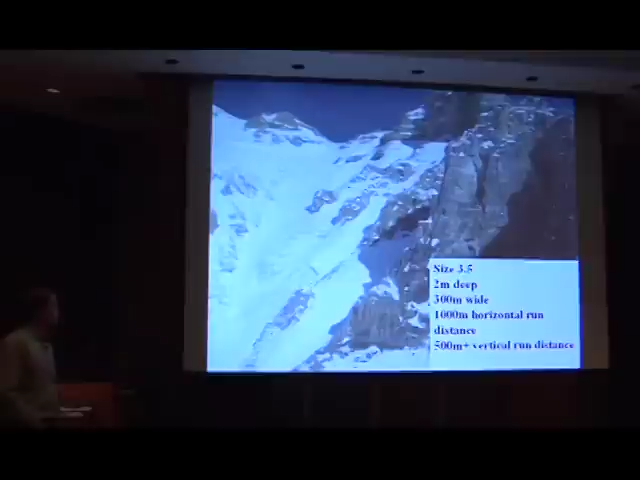 Size 3.5
2m deep
300m wide
1000m horizontal run
distance
500m+ vertical run distance